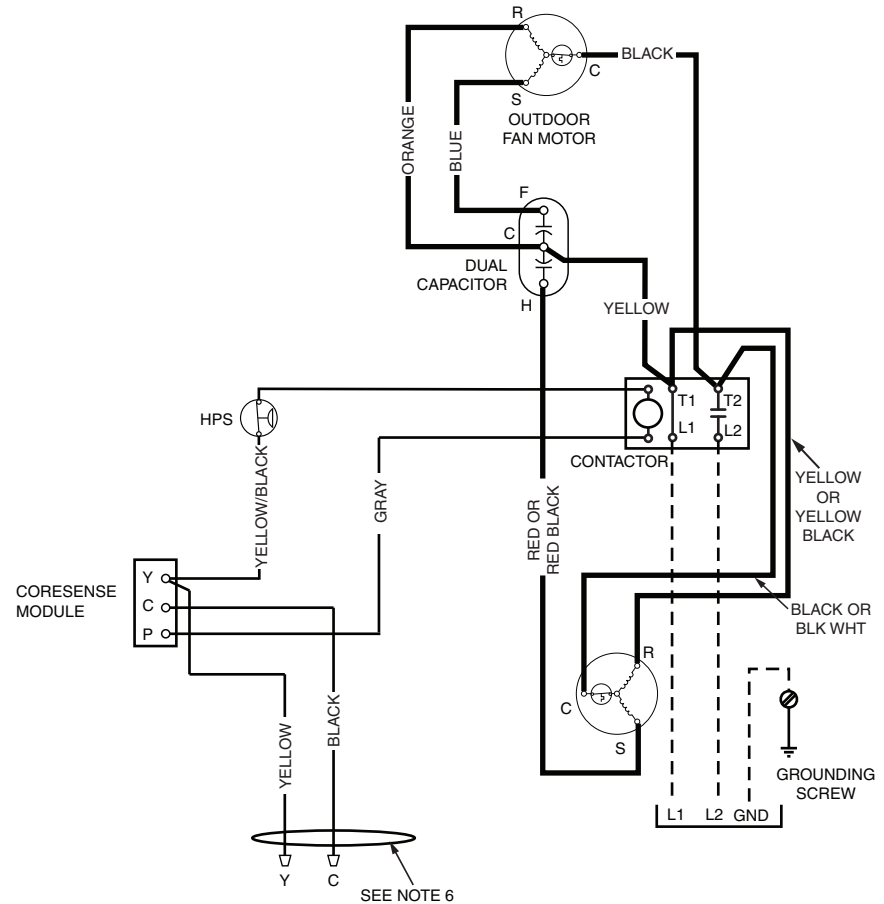 R
BLACK
C
S
OUTDOOR
FAN MOTOR
ORANGE
BLUE
F
C
DUAL
CAPACITOR
H
YELLOW
HPS
T1
T2
L1
L2
CONTACTOR
YELLOW
OR
YELLOW
BLACK
YELLOW/BLACK
GRAY
RED OR
RED BLACK
CORESENSE
MODULE
Y
C
P
BLACK OR
BLK WHT
R
C
S
YELLOW
BLACK
GROUNDING
SCREW
L1
L2
GND
Y
C
SEE NOTE 6